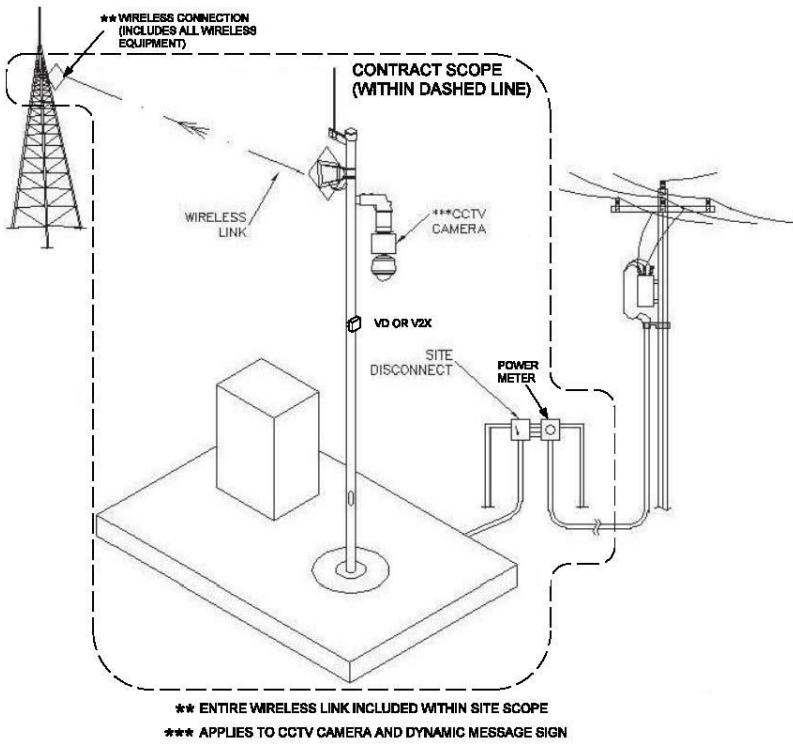 ** WIRELESS CONNECTION
(INCLUDES ALL WIRELESS
EQUIPMENT)
CONTRACT SCOPE
(WITHIN DASHED LINE)
WIRELESS
LINK
***CCTV
CAMERA
VD OR V2X
SITE
DISCONNECT
POWER
METER
** ENTIRE WIRELESS LINK INCLUDED WITHIN SITE SCOPE
*** APPLIES TO CCTV CAMERA AND DYNAMIC MESSAGE SIGN